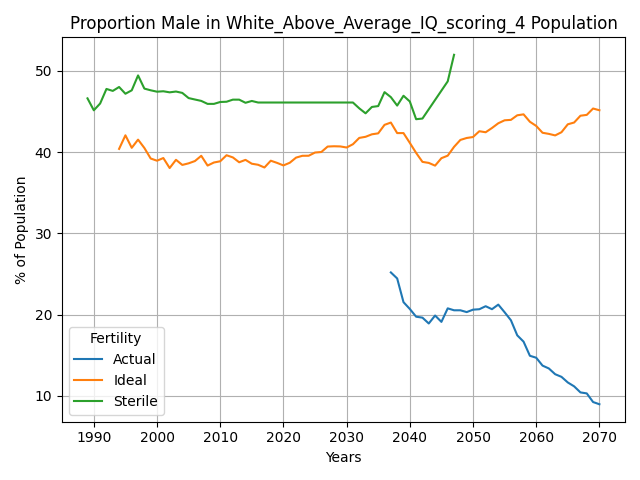 Proportion Male in White_Above_Average_IQ_scoring_4 Population
% of Population
50
40
30
20
10
Fertility
Actual
Ideal
Sterile
1990 2000 2010 2020 2030 2040 2050 2060 2070
Years